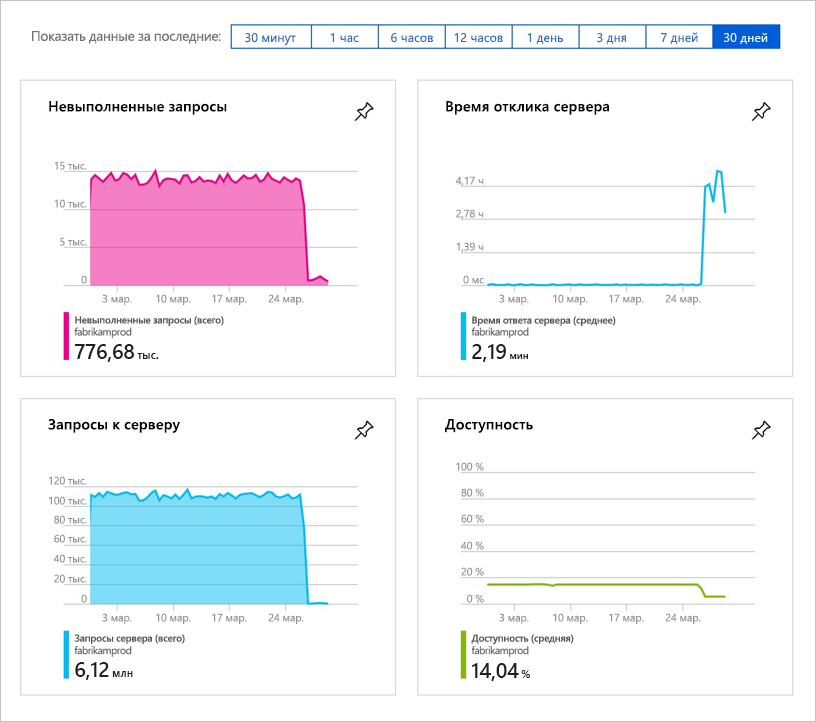 Показать данные за последние: 30 минут 1 час 6 часов 12 часов 1 день 3 дня 7 дней 30 дней
Невыполненные запросы
15 тыс.
10 тыс.
5 тыс.
0
3 мар. 10 мар. 17 мар. 24 мар.
Невыполненные запросы (всего)
fabrikamprod
776,68 тыс.
Время отклика сервера
4,17 ч
2,78 ч
1,39 ч
0 мс
3 мар. 10 мар. 17 мар. 24 мар.
Время ответа сервера (среднее)
fabrikamprod
2,19 мин
Запросы к серверу
120 тыс.
100 тыс.
80 тыс.
60 тыс.
40 тыс.
20 тыс.
0
3 мар. 10 мар. 17 мар. 24 мар.
Запросы сервера (всего)
fabrikamprod
6,12 млн
Доступность
100 %
80 %
60 %
40 %
20 %
0 %
3 мар. 10 мар. 17 мар. 24 мар.
Доступность (средняя)
fabrikamprod
14,04 %